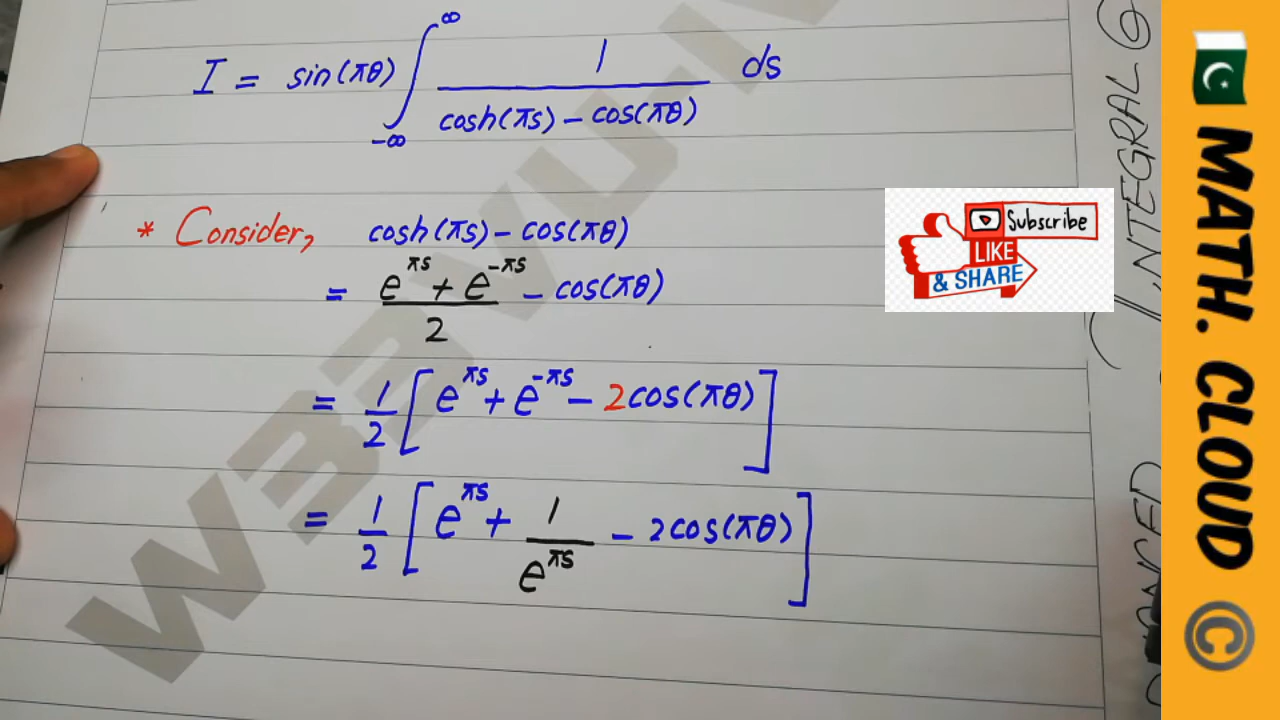 I = sin(πθ) ∫_{-∞}^{∞} 1/(cosh(πs) − cos(πθ)) ds
* Consider, cosh(πs) − cos(πθ)
= (e^{πs} + e^{-πs})/2 − cos(πθ)
= 1/2 [e^{πs} + e^{-πs} − 2cos(πθ)]
= 1/2 [e^{πs} + 1/e^{πs} − 2cos(πθ)]
Subscribe
LIKE
& SHARE
INTEGRAL
MATH. CLOUD ©